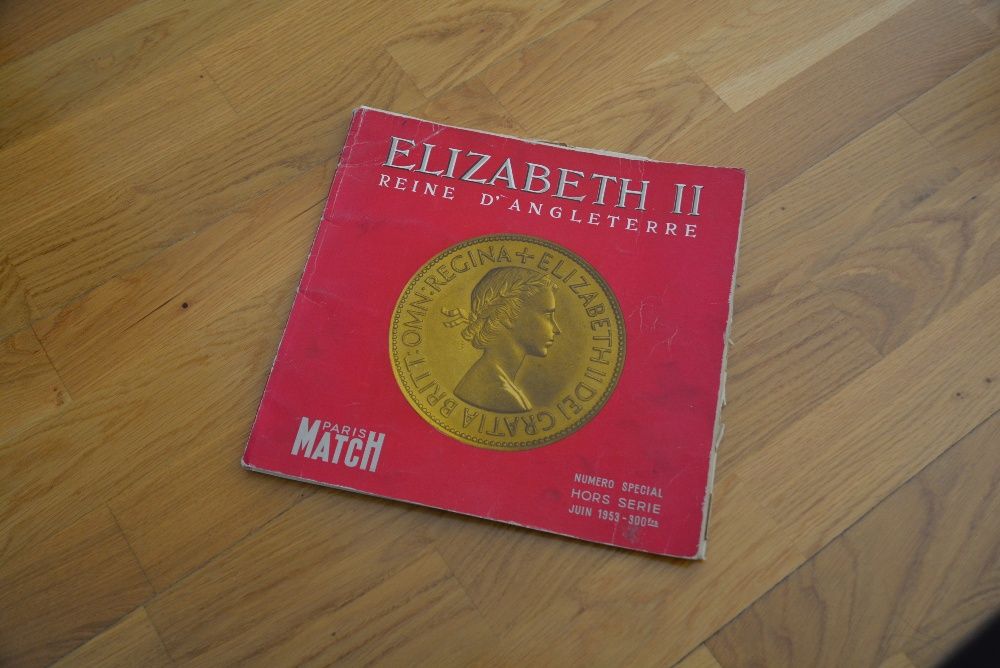 ELIZABETH II
REINE D'ANGLETERRE
+ ELIZABETH II DEI GRATIA BRITT: OMN: REGINA
PARIS
MATCH
NUMERO SPECIAL
HORS SERIE
JUIN 1953 - 300 Frs